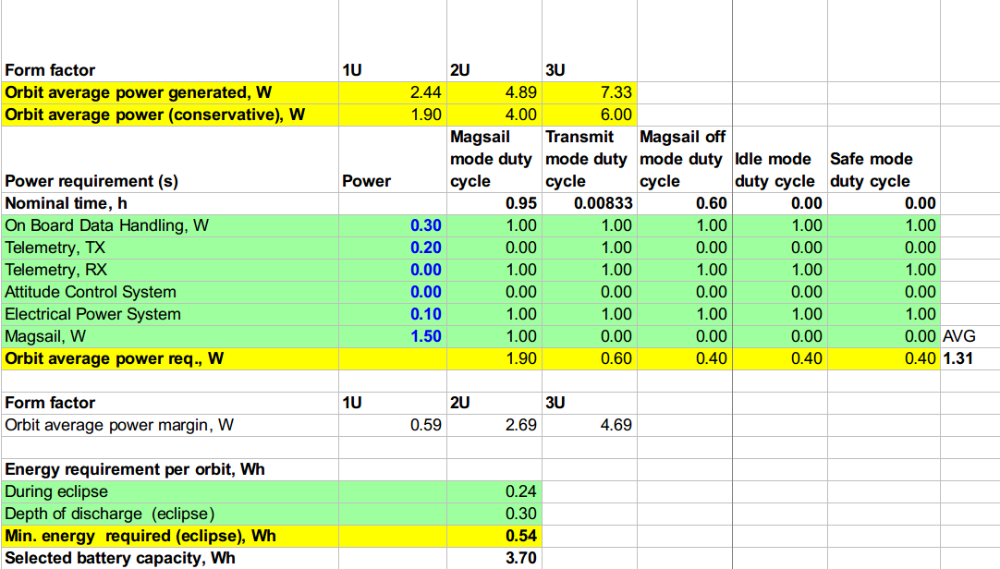 Form factor 1U 2U 3U
Orbit average power generated, W 2.44 4.89 7.33
Orbit average power (conservative), W 1.90 4.00 6.00
Magsail Transmit Magsail off
mode duty mode duty mode duty Idle mode Safe mode
Power requirement (s) Power cycle cycle cycle duty cycle duty cycle
Nominal time, h 0.95 0.00833 0.60 0.00 0.00
On Board Data Handling, W 0.30 1.00 1.00 1.00 1.00 1.00
Telemetry, TX 0.20 0.00 1.00 0.00 0.00 0.00
Telemetry, RX 0.00 1.00 1.00 1.00 1.00 1.00
Attitude Control System 0.00 0.00 0.00 0.00 0.00 0.00
Electrical Power System 0.10 1.00 1.00 1.00 1.00 1.00
Magsail, W 1.50 1.00 0.00 0.00 0.00 0.00 AVG
Orbit average power req., W 1.90 0.60 0.40 0.40 0.40 1.31
Form factor 1U 2U 3U
Orbit average power margin, W 0.59 2.69 4.69
Energy requirement per orbit, Wh
During eclipse 0.24
Depth of discharge (eclipse) 0.30
Min. energy required (eclipse), Wh 0.54
Selected battery capacity, Wh 3.70